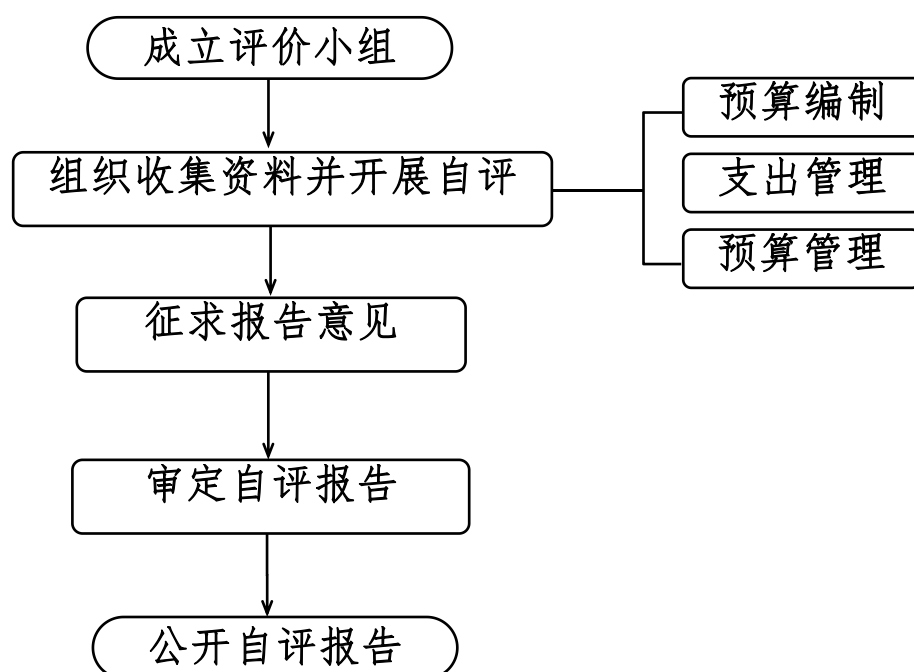 成立评价小组
组织收集资料并开展自评
预算编制
支出管理
预算管理
征求报告意见
审定自评报告
公开自评报告